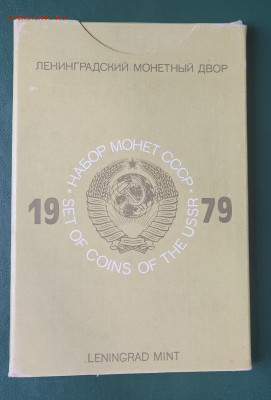 ЛЕНИНГРАДСКИЙ МОНЕТНЫЙ ДВОР
• НАБОР МОНЕТ СССР •
19 79
SET OF COINS OF THE USSR
LENINGRAD MINT